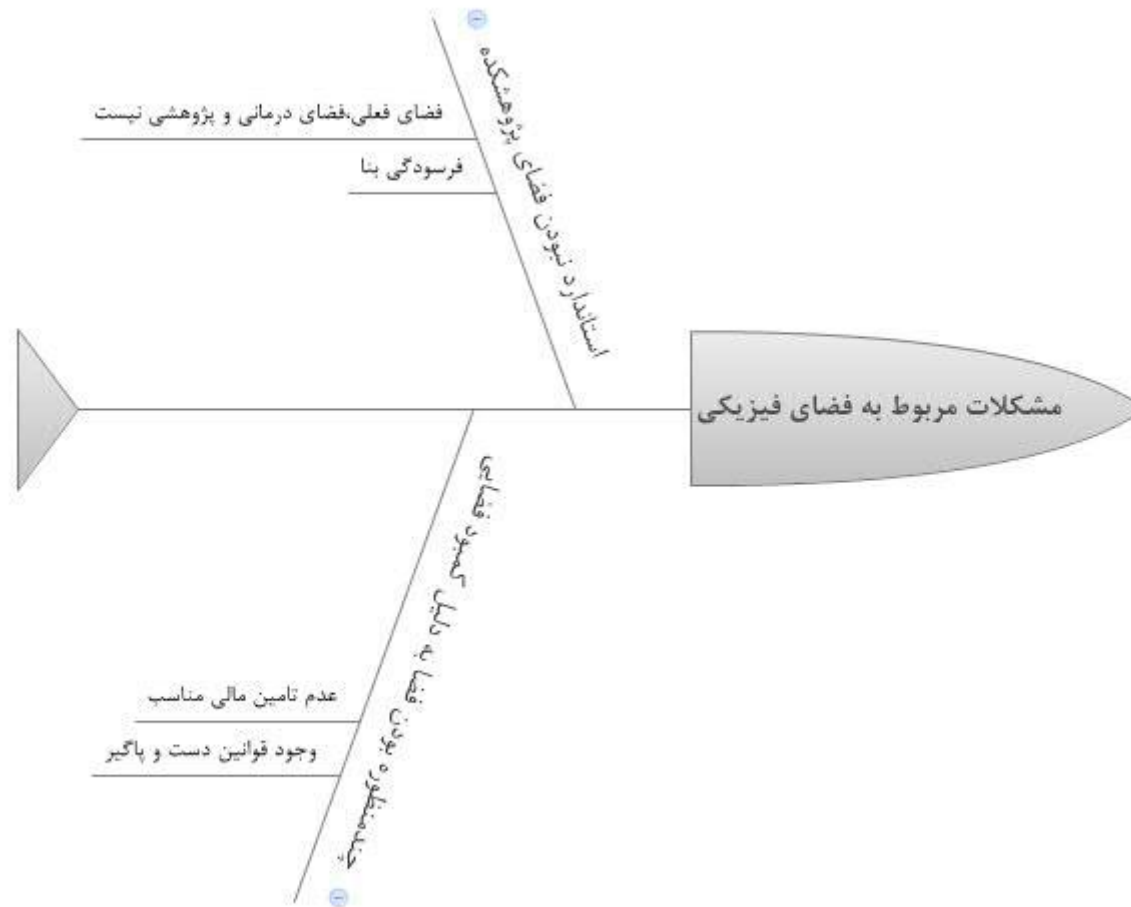 استاندارد نبودن فضای پژوهشکده
فضای فعلی،فضای درمانی و پژوهشی نیست
فرسودگی بنا
مشکلات مربوط به فضای فیزیکی
چندمنظوره بودن فضا به دلیل کمبود فضایی
عدم تامین مالی مناسب
وجود قوانین دست و پاگیر